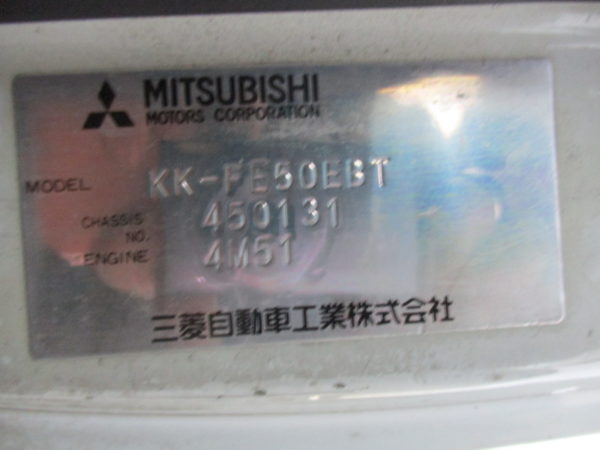 MITSUBISHI
MOTORS CORPORATION
MODEL KK-FE50EBT
CHASSIS NO. 450131
ENGINE 4M51
三菱自動車工業株式会社